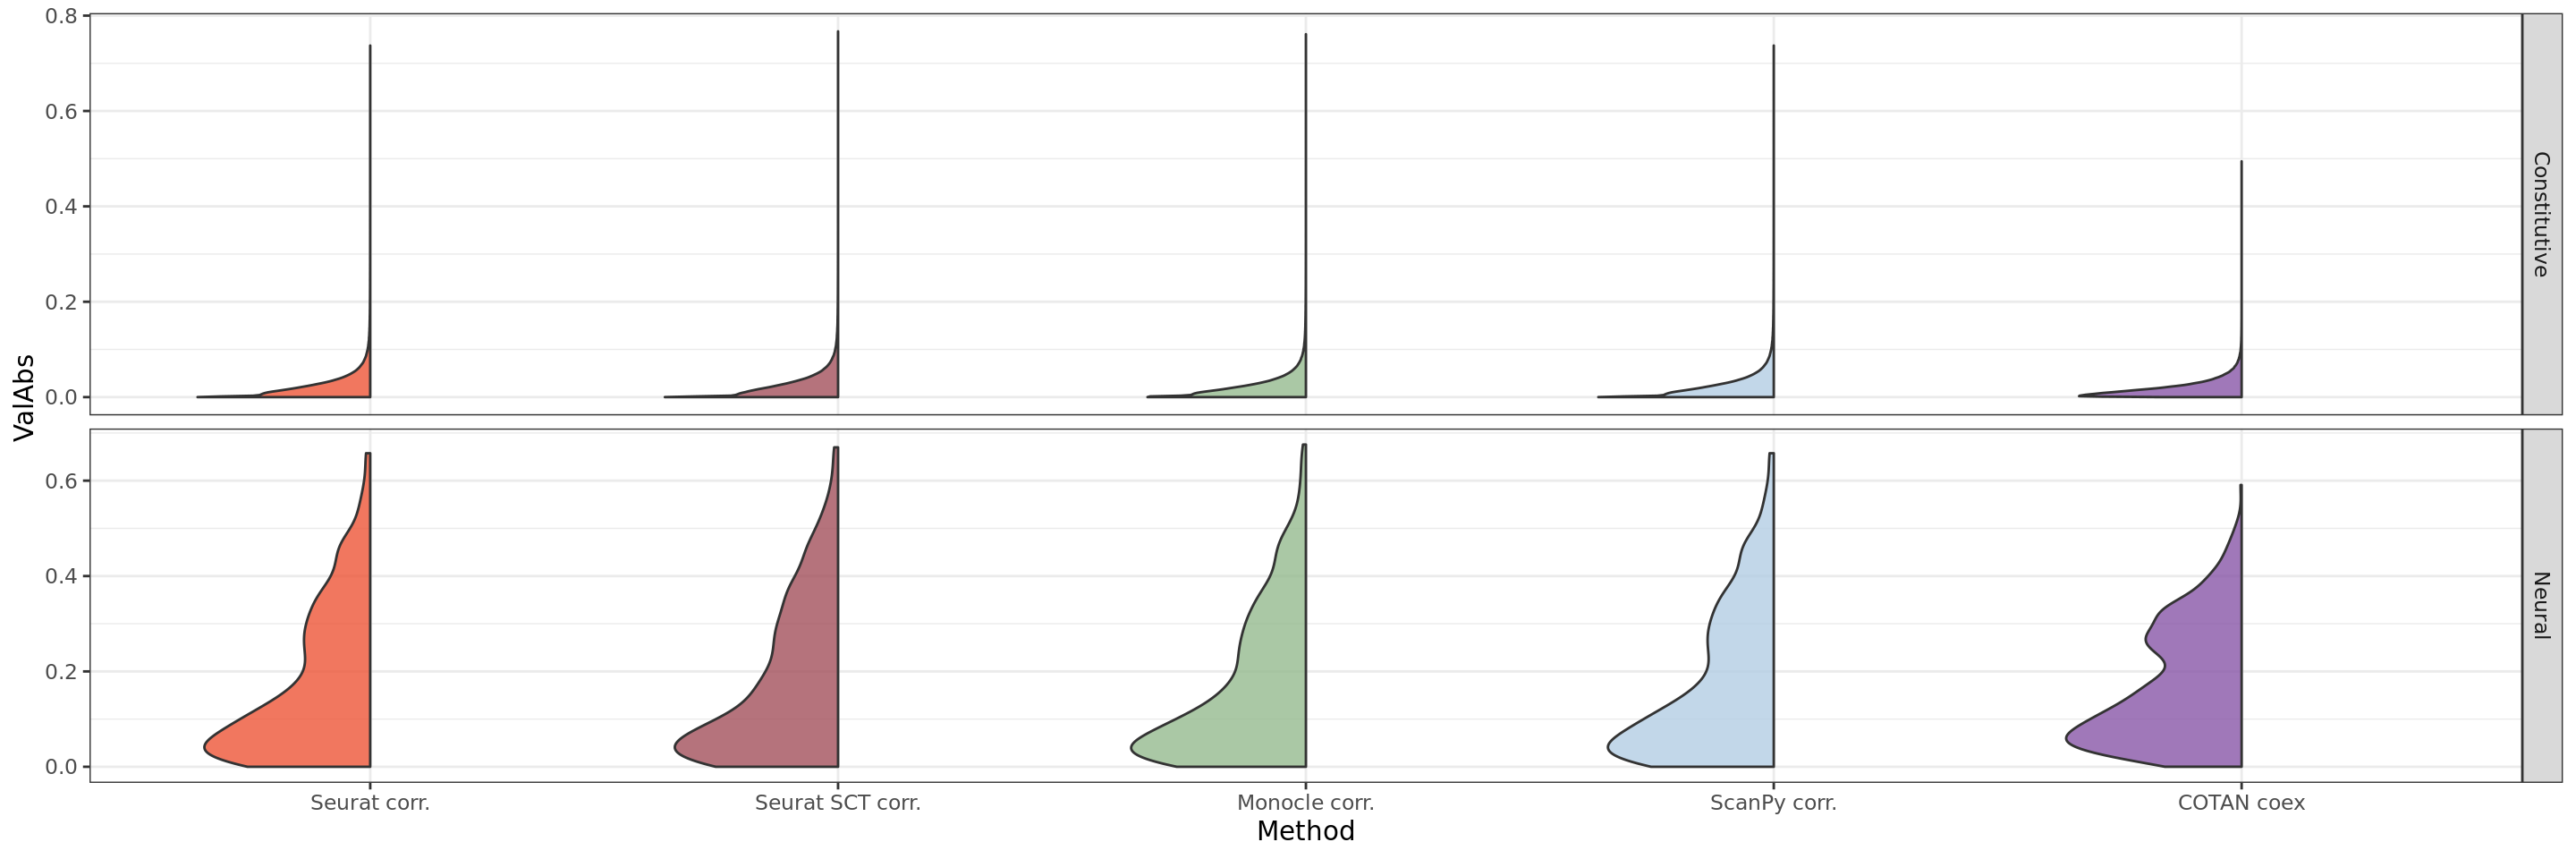 ValAbs
0.8
0.6
0.4
0.2
0.0
Constitutive
0.6
0.4
0.2
0.0
Neural
Seurat corr.
Seurat SCT corr.
Monocle corr.
ScanPy corr.
COTAN coex
Method